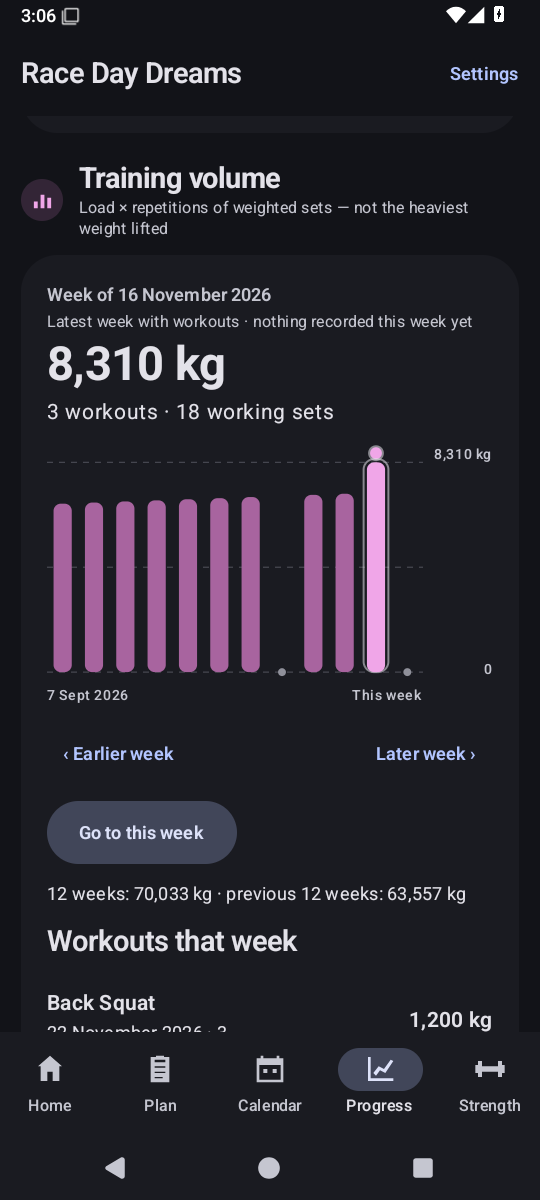 3:06
Race Day Dreams
Settings
Training volume
Load × repetitions of weighted sets — not the heaviest
weight lifted
Week of 16 November 2026
Latest week with workouts · nothing recorded this week yet
8,310 kg
3 workouts · 18 working sets
8,310 kg
0
7 Sept 2026
This week
‹ Earlier week
Later week ›
Go to this week
12 weeks: 70,033 kg · previous 12 weeks: 63,557 kg
Workouts that week
Back Squat
1,200 kg
22 November 2026 · 3
Home
Plan
Calendar
Progress
Strength